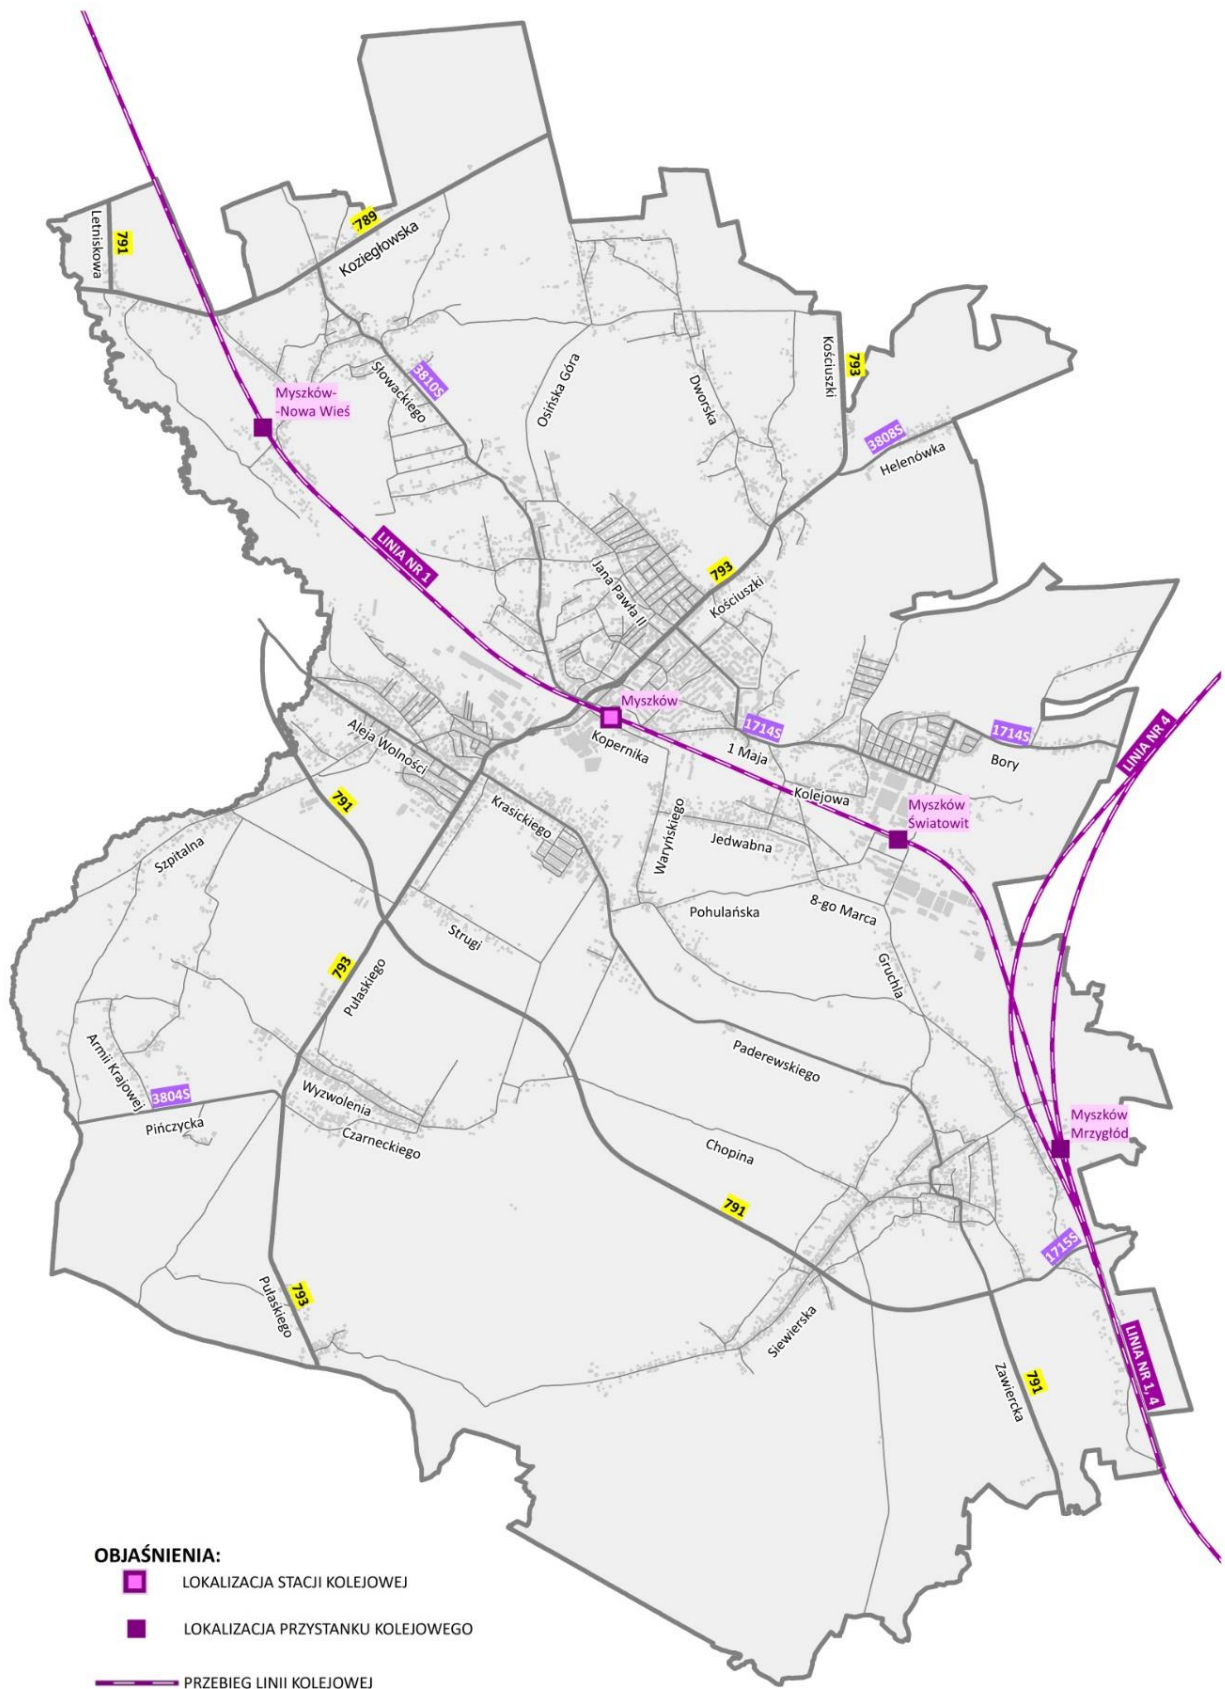 789
Koziegłowska
791
Letniskowa
Kościuszki
793
3810S
Słowackiego
Osińska Góra
Dworska
Myszków-
-Nowa Wieś
3808S
Helenówka
LINIA NR 1
793
Jana Pawła II
Kościuszki
Myszków
Aleja Wolności
Kopernika
1714S
1 Maja
1714S
Bory
LINIA NR 4
791
Krasickiego
Kolejowa
Myszków
Światowit
Szpitalna
Waryńskiego
Jedwabna
Pohulańska
8-go Marca
Strugi
793
Pułaskiego
Gruchla
Armii Krajowej
Paderewskiego
3804S
Pińczycka
Wyzwolenia
Czarneckiego
Myszków
Mrzygłód
Chopina
791
1715S
Pułaskiego
793
Siewierska
Zawiercka
791
LINIA NR 1, 4
OBJAŚNIENIA:
LOKALIZACJA STACJI KOLEJOWEJ
LOKALIZACJA PRZYSTANKU KOLEJOWEGO
PRZEBIEG LINII KOLEJOWEJ